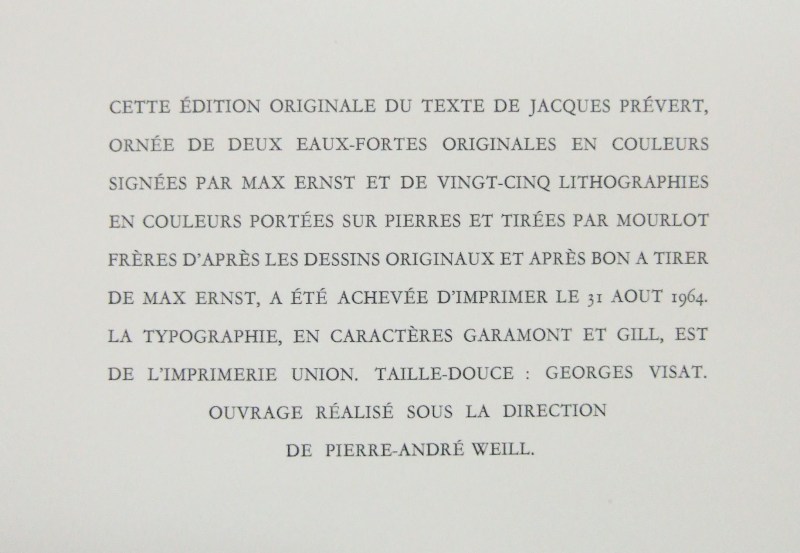 CETTE ÉDITION ORIGINALE DU TEXTE DE JACQUES PRÉVERT,
ORNÉE DE DEUX EAUX-FORTES ORIGINALES EN COULEURS
SIGNÉES PAR MAX ERNST ET DE VINGT-CINQ LITHOGRAPHIES
EN COULEURS PORTÉES SUR PIERRES ET TIRÉES PAR MOURLOT
FRÈRES D'APRÈS LES DESSINS ORIGINAUX ET APRÈS BON A TIRER
DE MAX ERNST, A ÉTÉ ACHEVÉE D'IMPRIMER LE 31 AOUT 1964.
LA TYPOGRAPHIE, EN CARACTÈRES GARAMONT ET GILL, EST
DE L'IMPRIMERIE UNION. TAILLE-DOUCE : GEORGES VISAT.
OUVRAGE RÉALISÉ SOUS LA DIRECTION
DE PIERRE-ANDRÉ WEILL.